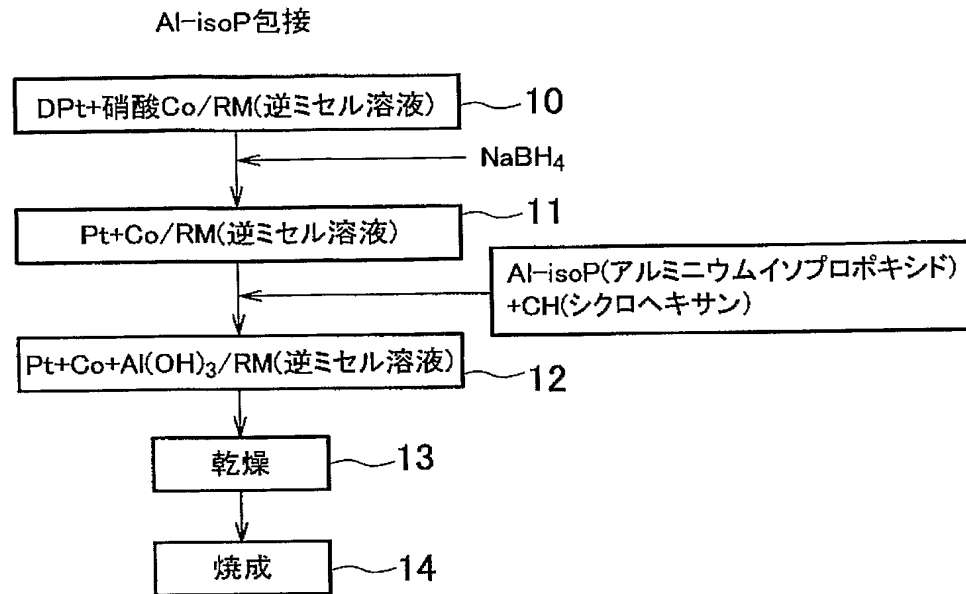 Al-isoP包接
DPt+硝酸Co/RM(逆ミセル溶液)
10
NaBH4
11
Pt+Co/RM(逆ミセル溶液)
Al-isoP(アルミニウムイソプロポキシド)
+CH(シクロヘキサン)
Pt+Co+Al(OH)3/RM(逆ミセル溶液)
12
乾燥
13
焼成
14